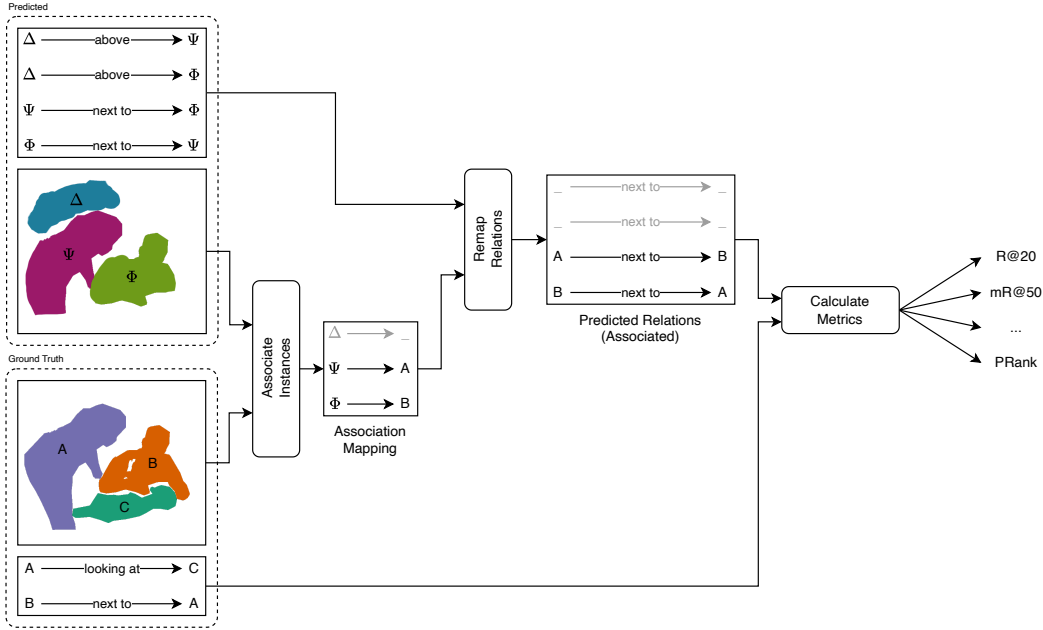 Predicted
Δ above Ψ
Δ above Φ
Ψ next to Φ
Φ next to Ψ
Δ
Ψ
Φ
Ground Truth
A
B
C
A looking at C
B next to A
Associate
Instances
Δ _
Ψ A
Φ B
Association
Mapping
Remap
Relations
_ next to _
_ next to _
A next to B
B next to A
Predicted Relations
(Associated)
Calculate
Metrics
R@20
mR@50
...
PRank